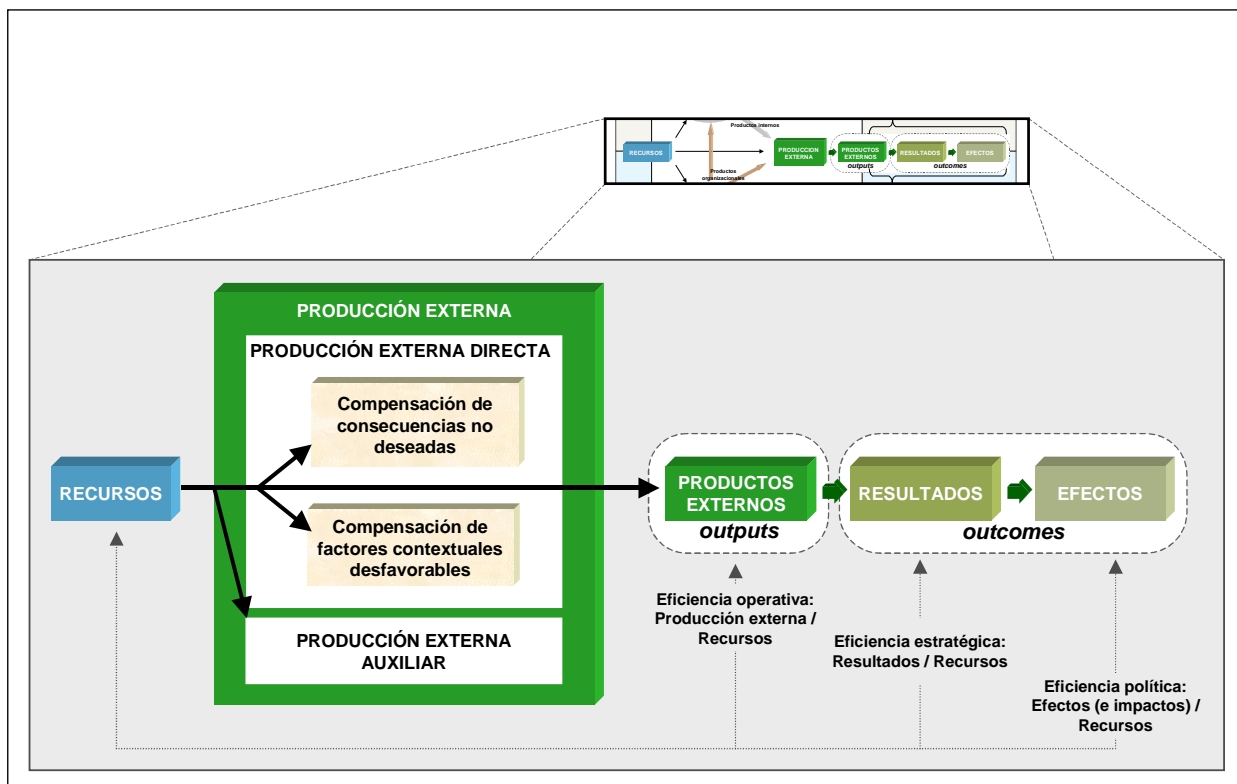 Productos internos
RECURSOS
PRODUCCION
EXTERNA
PRODUCTOS
EXTERNOS
RESULTADOS
EFECTOS
outputs
outcomes
Productos
organizacionales
PRODUCCIÓN EXTERNA
PRODUCCIÓN EXTERNA DIRECTA
Compensación de
consecuencias no
deseadas
RECURSOS
PRODUCTOS
EXTERNOS
RESULTADOS
EFECTOS
outputs
outcomes
Compensación de
factores contextuales
desfavorables
PRODUCCIÓN EXTERNA
AUXILIAR
Eficiencia operativa:
Producción externa /
Recursos
Eficiencia estratégica:
Resultados / Recursos
Eficiencia política:
Efectos (e impactos) /
Recursos